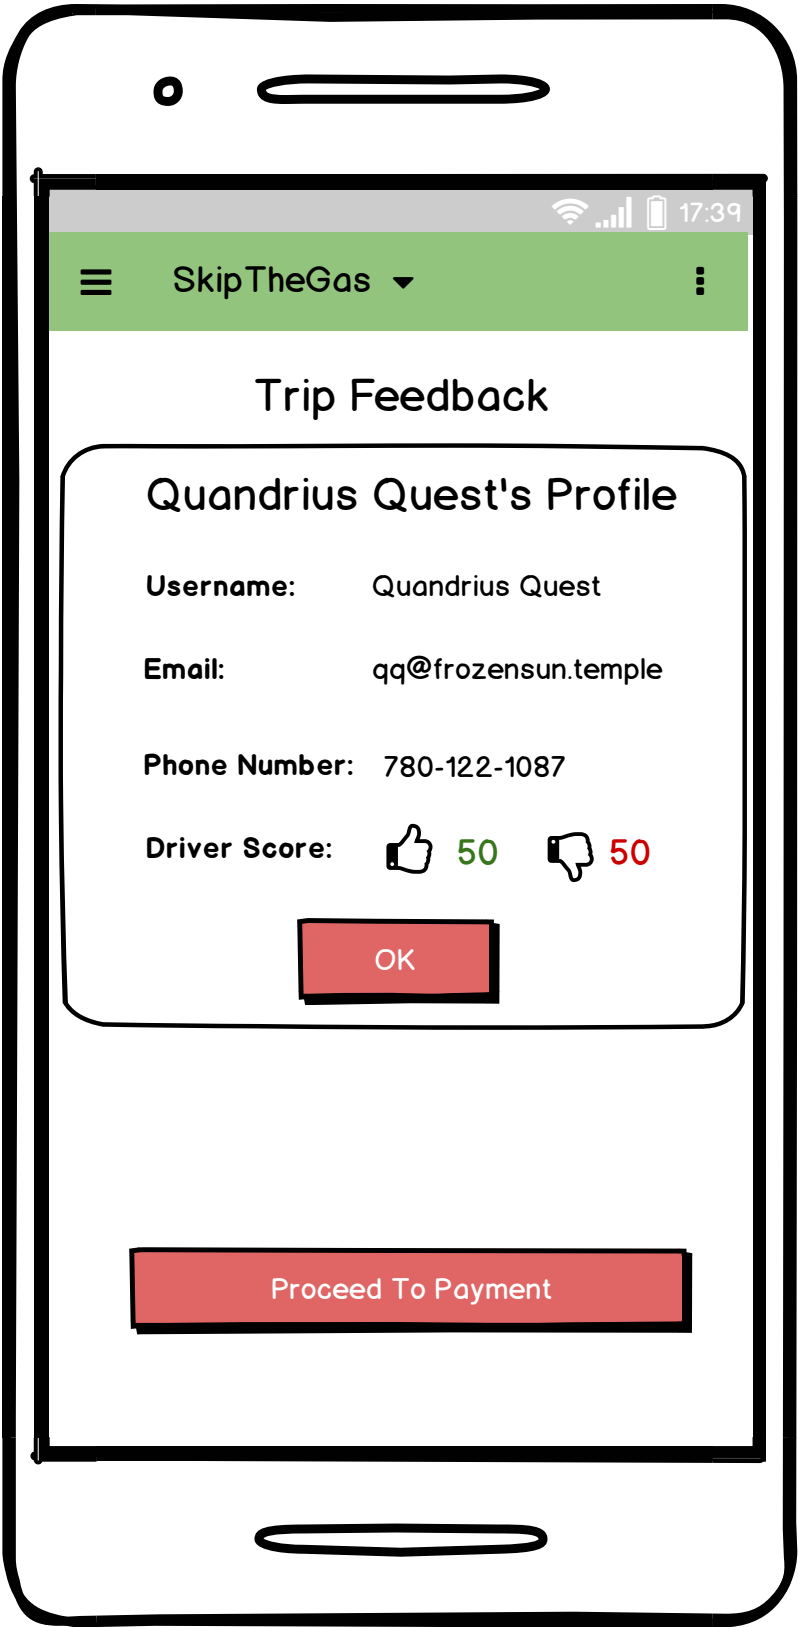 17:39
SkipTheGas
Trip Feedback
Quandrius Quest's Profile
Username: Quandrius Quest
Email: qq@frozensun.temple
Phone Number: 780-122-1087
Driver Score: 50 50
OK
Proceed To Payment